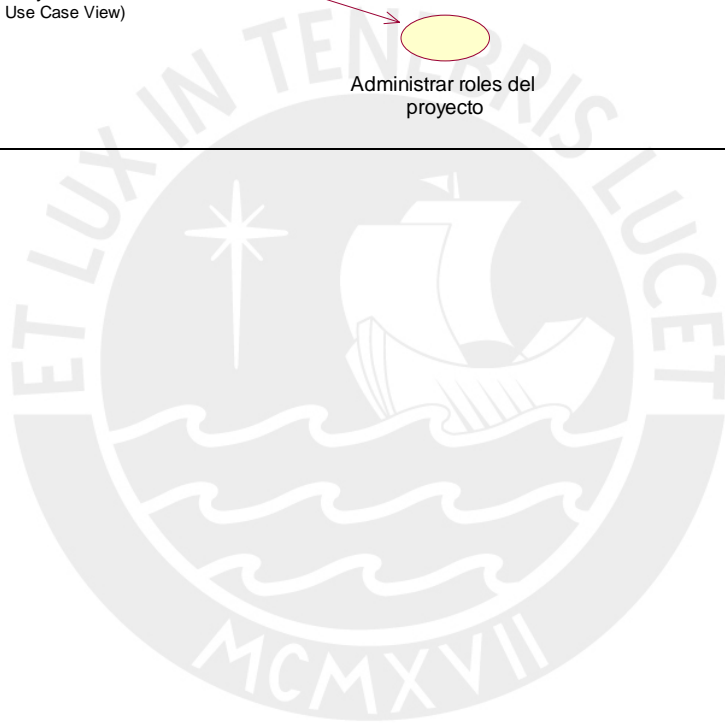 Use Case View)
Administrar roles del
proyecto
ET LUX IN TENEBRIS LUCET
MCMXVII